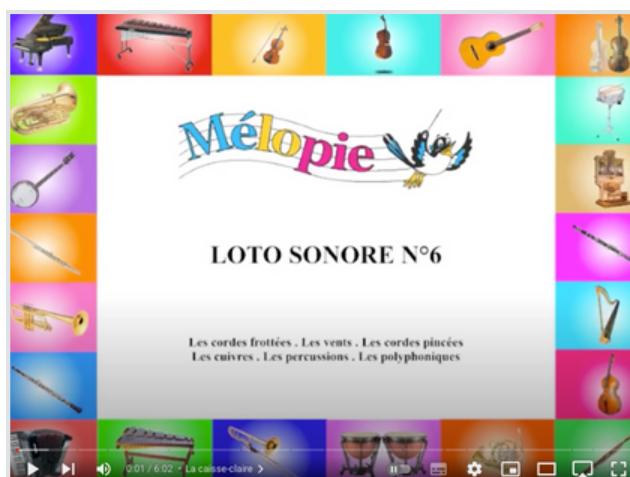 Mélopie
LOTO SONORE N°6
Les cordes frottées . Les vents . Les cordes pincées
Les cuivres . Les percussions . Les polyphoniques
0:01 / 6:02 • La caisse-claire >